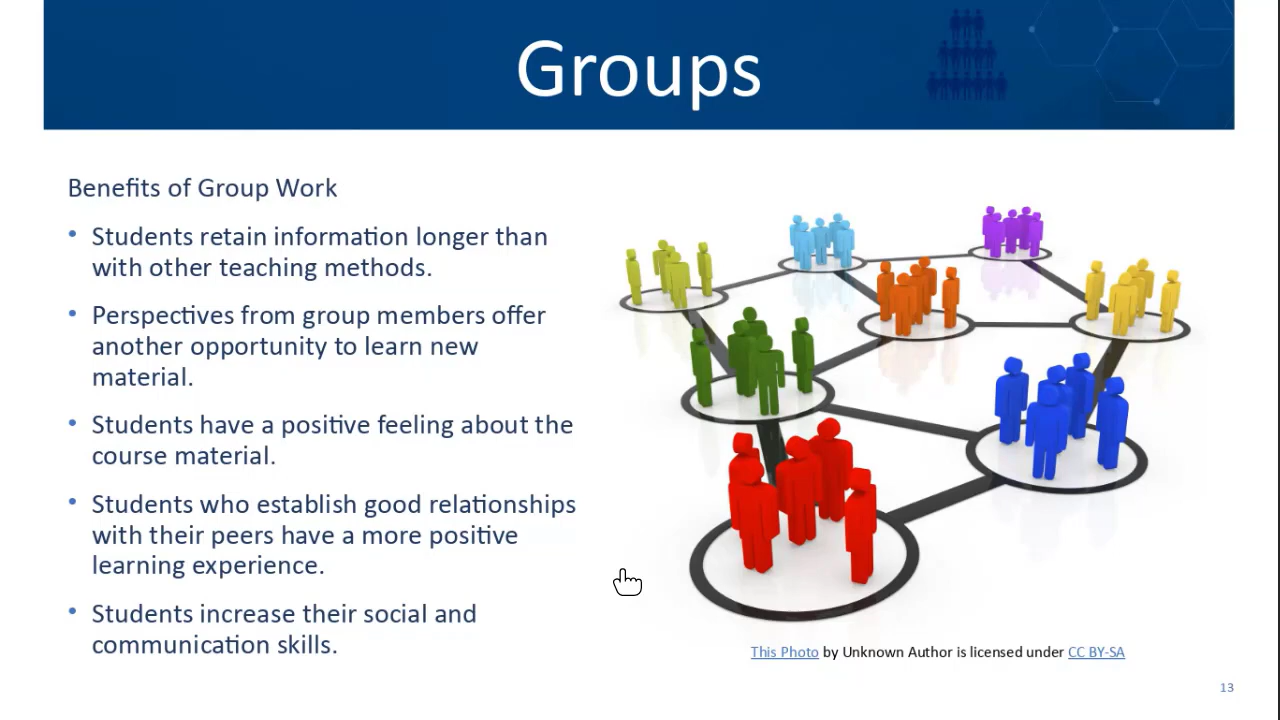 Groups
Benefits of Group Work
• Students retain information longer than
with other teaching methods.
• Perspectives from group members offer
another opportunity to learn new
material.
• Students have a positive feeling about the
course material.
• Students who establish good relationships
with their peers have a more positive
learning experience.
• Students increase their social and
communication skills.
This Photo by Unknown Author is licensed under CC BY-SA
13